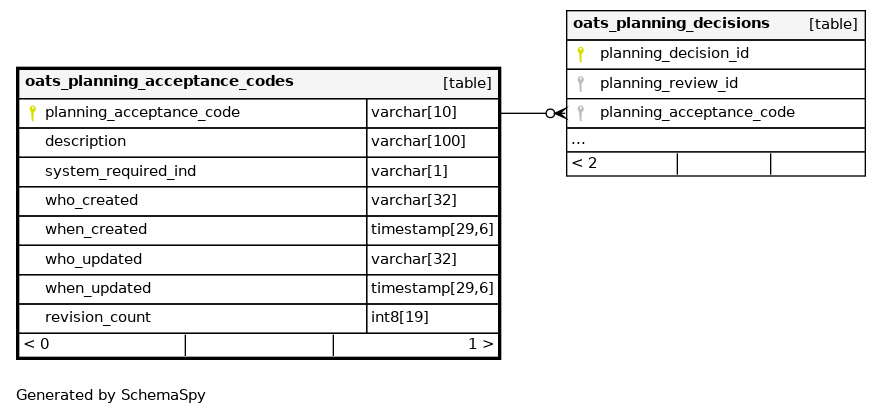 oats_planning_decisions [table]
planning_decision_id
planning_review_id
planning_acceptance_code
...
< 2
oats_planning_acceptance_codes [table]
planning_acceptance_code varchar[10]
description varchar[100]
system_required_ind varchar[1]
who_created varchar[32]
when_created timestamp[29,6]
who_updated varchar[32]
when_updated timestamp[29,6]
revision_count int8[19]
< 0 1 >
Generated by SchemaSpy